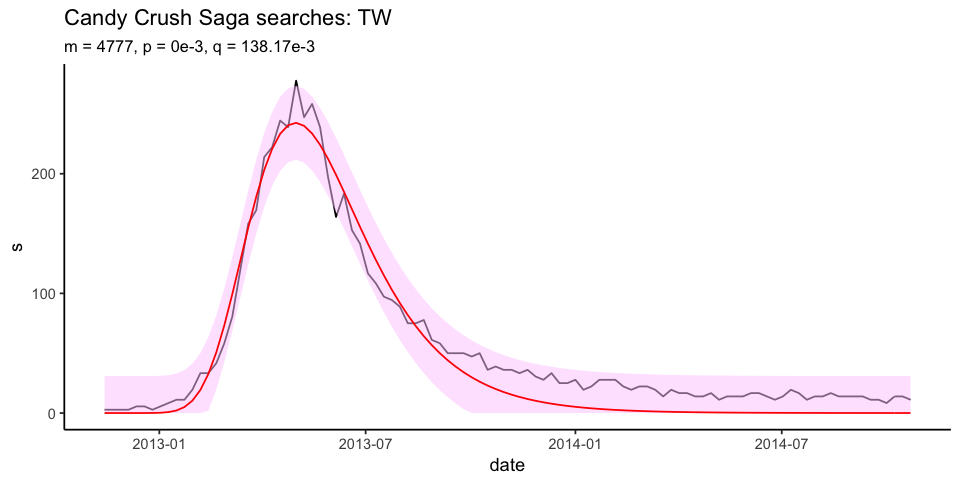 Candy Crush Saga searches: TW
m = 4777, p = 0e-3, q = 138.17e-3
200
100
0
s
2013-01 2013-07 2014-01 2014-07
date